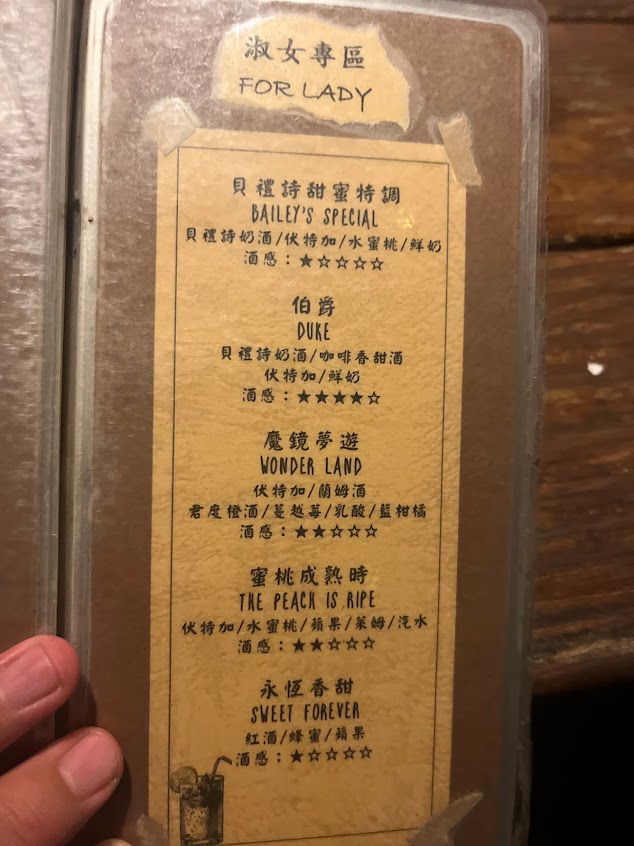 淑女專區
FOR LADY
貝禮詩甜蜜特調
BAILEY'S SPECIAL
貝禮詩奶酒/伏特加/水蜜桃/鮮奶
酒感：★☆☆☆☆
伯爵
DUKE
貝禮詩奶酒/咖啡香甜酒
伏特加/鮮奶
酒感：★★★★☆
魔鏡夢遊
WONDER LAND
伏特加/蘭姆酒
君度橙酒/蔓越莓/乳酸/藍柑橘
酒感：★★☆☆☆
蜜桃成熟時
THE PEACH IS RIPE
伏特加/水蜜桃/蘋果/萊姆/汽水
酒感：★★☆☆☆
永恆香甜
SWEET FOREVER
紅酒/蜂蜜/蘋果
酒感：★☆☆☆☆